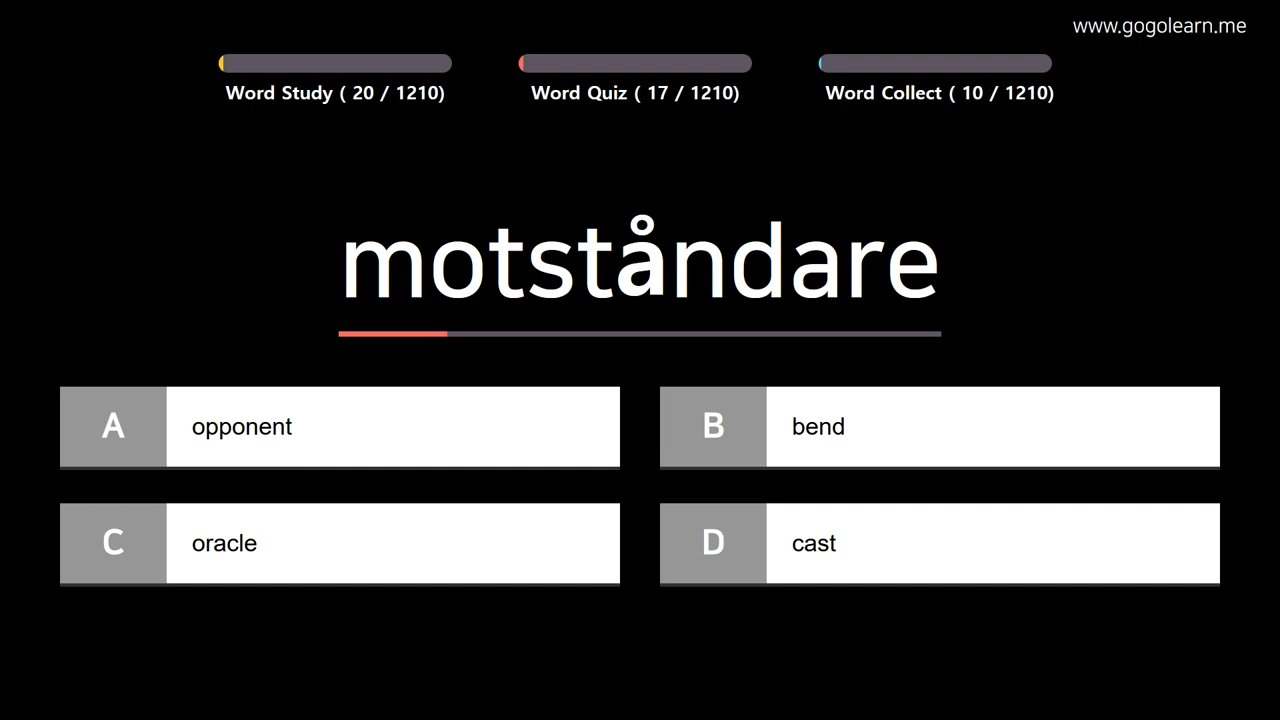 www.gogolearn.me
Word Study ( 20 / 1210)
Word Quiz ( 17 / 1210)
Word Collect ( 10 / 1210)
motståndare
A opponent
B bend
C oracle
D cast